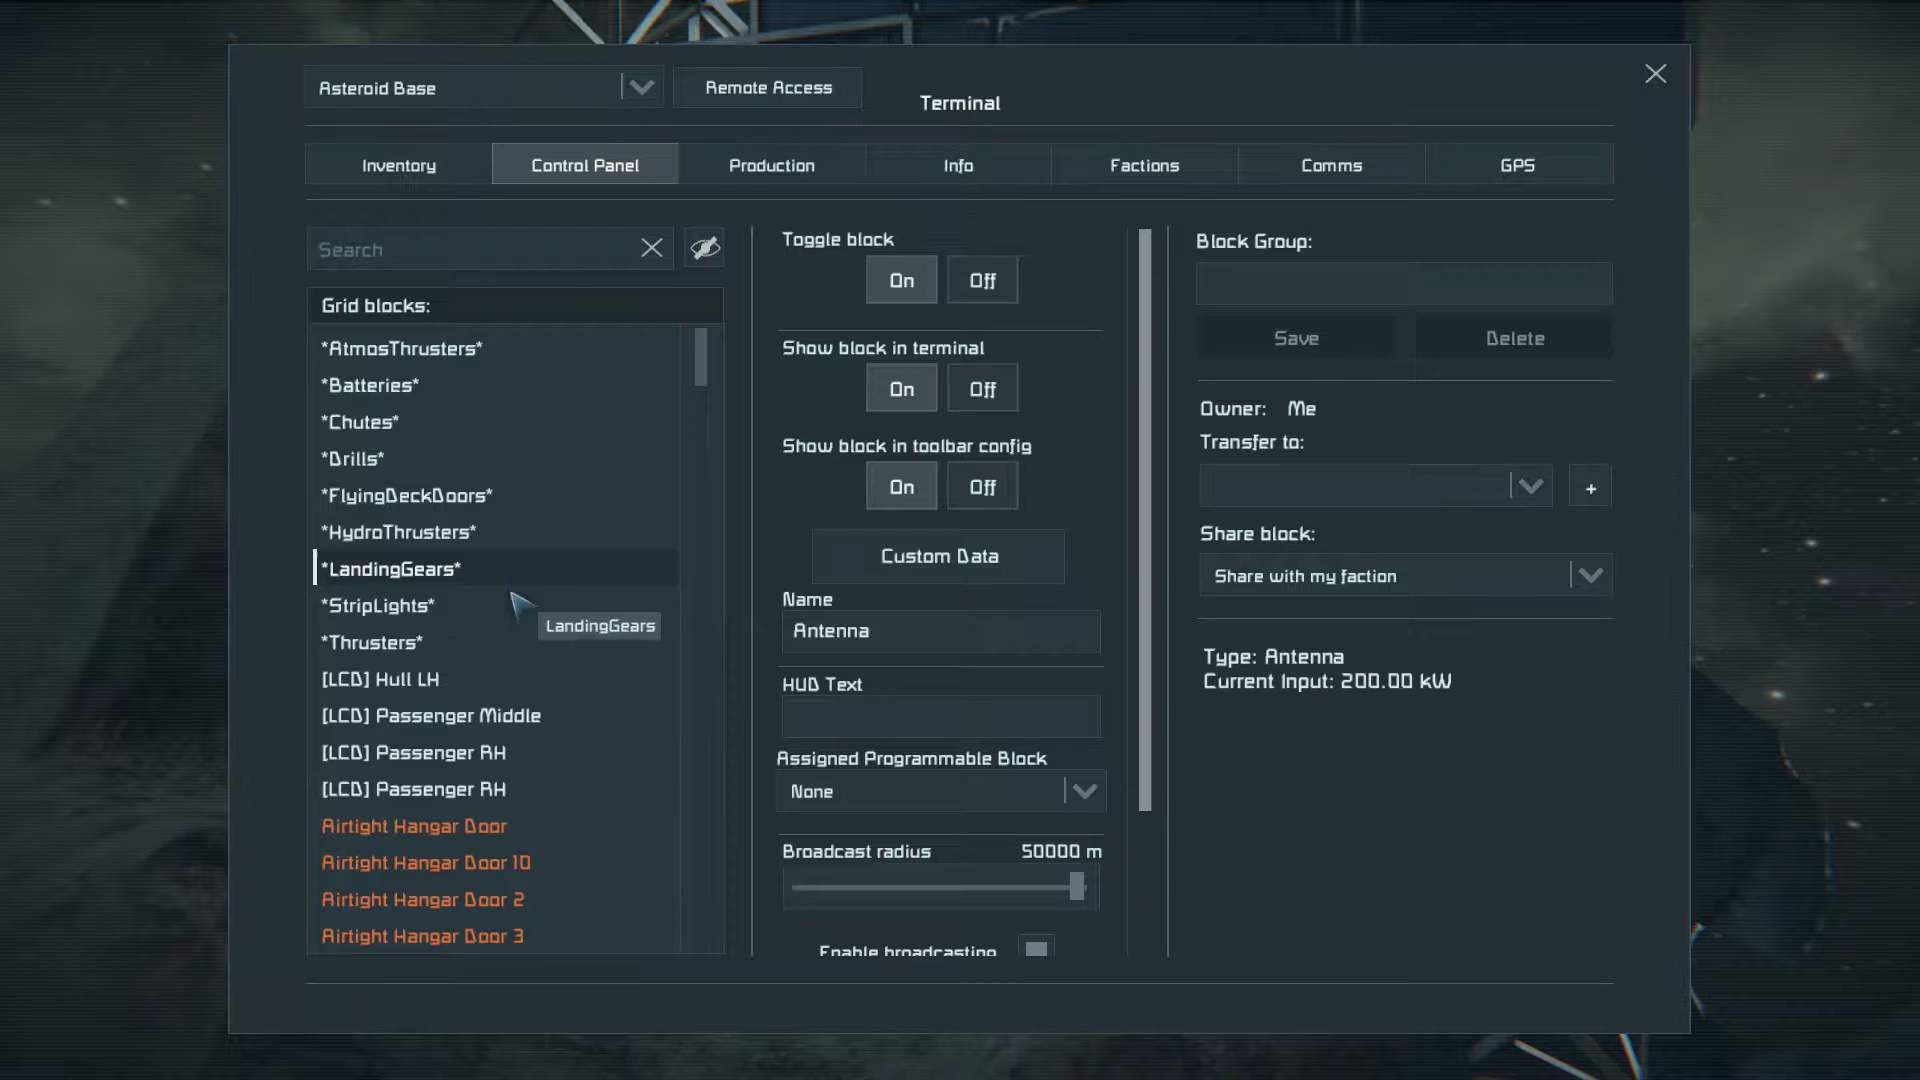 Asteroid Base
Remote Access
Terminal
Inventory
Control Panel
Production
Info
Factions
Comms
GPS
Search
Grid blocks:
*AtmosThrusters*
*Batteries*
*Chutes*
*Drills*
*FlyingDeckDoors*
*HydroThrusters*
*LandingGears*
*StripLights*
LandingGears
*Thrusters*
[LCD] Hull LH
[LCD] Passenger Middle
[LCD] Passenger RH
[LCD] Passenger RH
Airtight Hangar Door
Airtight Hangar Door 10
Airtight Hangar Door 2
Airtight Hangar Door 3
Toggle block
On Off
Show block in terminal
On Off
Show block in toolbar config
On Off
Custom Data
Name
Antenna
HUD Text
Assigned Programmable Block
None
Broadcast radius 50000 m
Enable broadcasting
Block Group:
Save Delete
Owner: Me
Transfer to:
+
Share block:
Share with my faction
Type: Antenna
Current Input: 200.00 kW